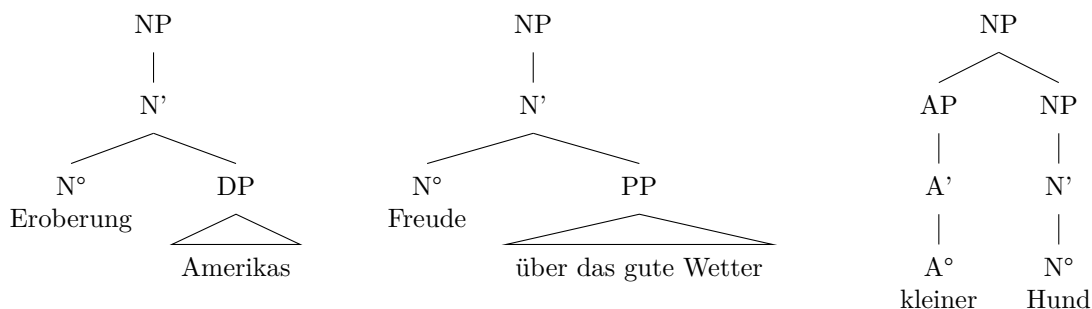 NP NP NP
N' N' AP NP
N° DP N° PP A' N'
Eroberung Freude
Amerikas über das gute Wetter A° N°
kleiner Hund